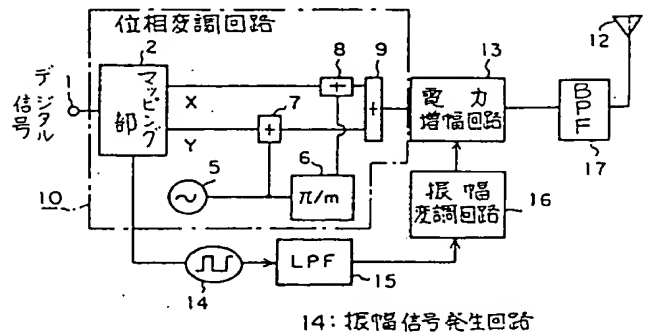 位相変調回路
デジタル信号
1
2
マッピング部
X
Y
+
7
+
8
+
9
5
~
6
π/m
10
13
電力
増幅回路
12
BPF
17
振幅
変調回路
16
14
LPF
15
14:振幅信号発生回路